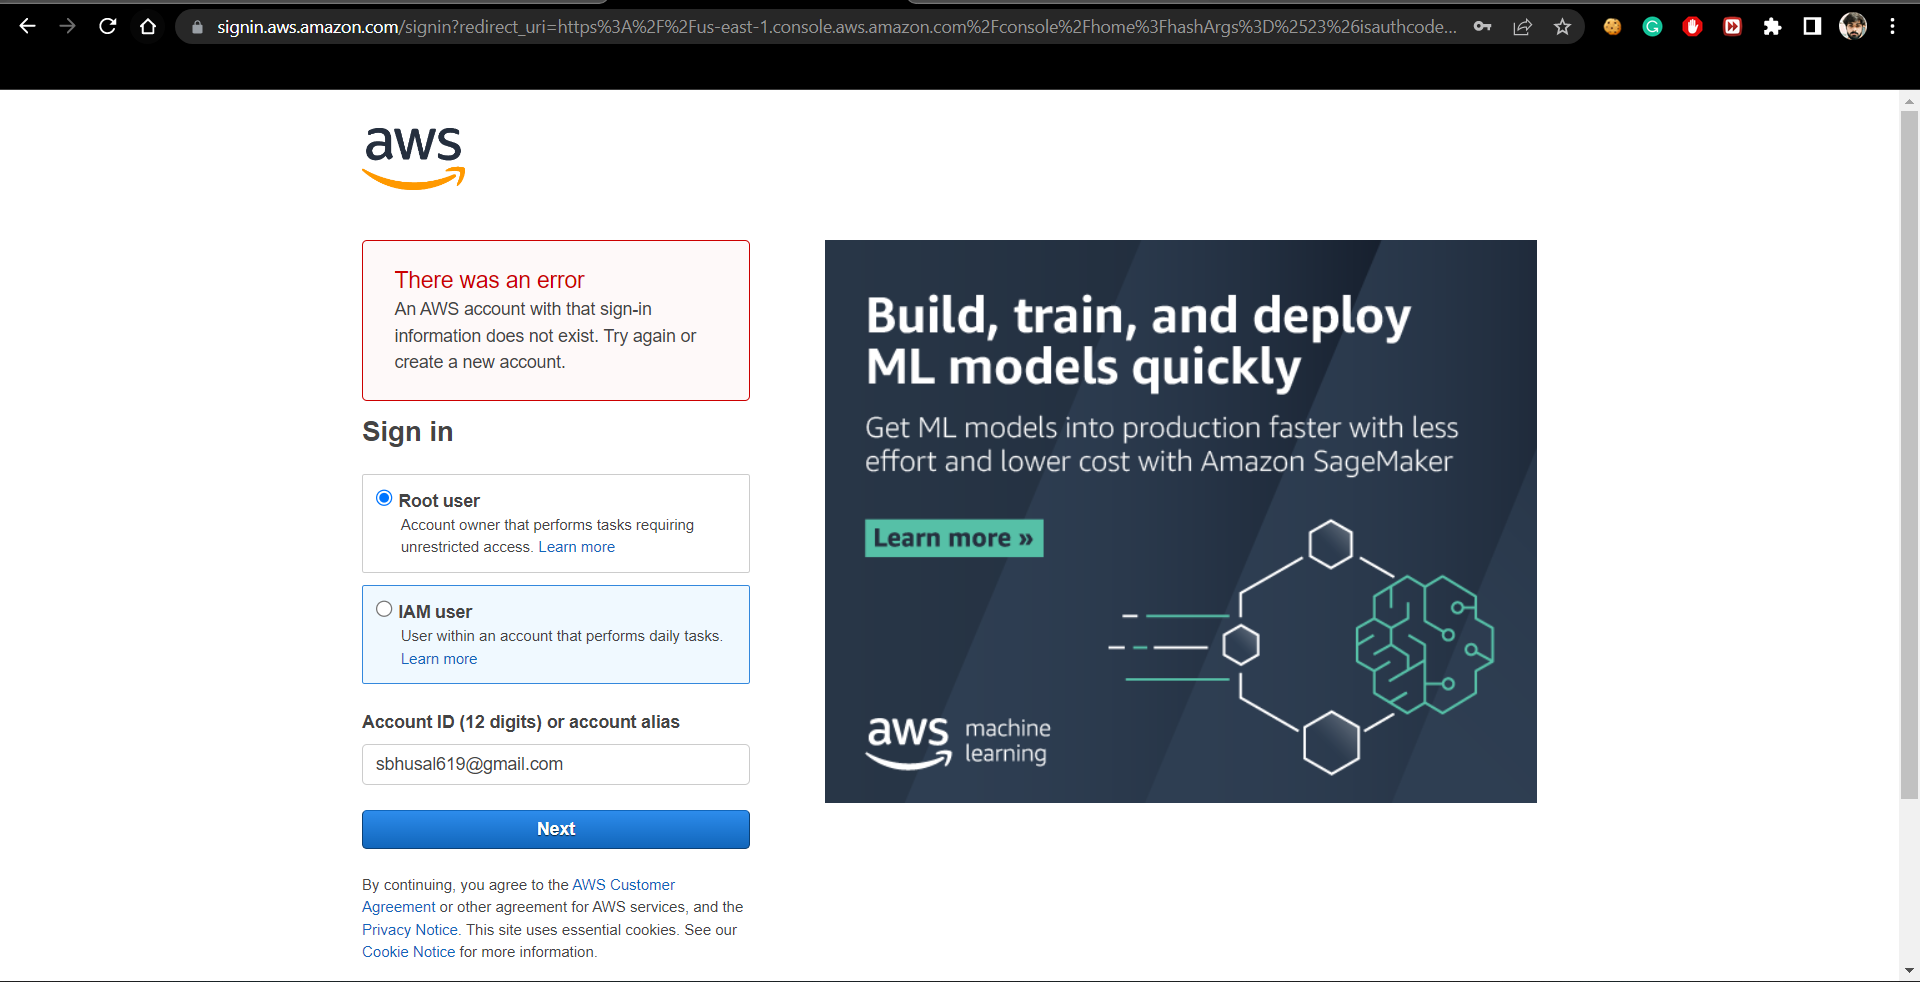 signin.aws.amazon.com/signin?redirect_uri=https%3A%2F%2Fus-east-1.console.aws.amazon.com%2Fconsole%2Fhome%3FhashArgs%3D%2523%26isauthcode...
aws
There was an error
An AWS account with that sign-in
information does not exist. Try again or
create a new account.
Sign in
Root user
Account owner that performs tasks requiring
unrestricted access. Learn more
IAM user
User within an account that performs daily tasks.
Learn more
Account ID (12 digits) or account alias
sbhusal619@gmail.com
Next
By continuing, you agree to the AWS Customer
Agreement or other agreement for AWS services, and the
Privacy Notice. This site uses essential cookies. See our
Cookie Notice for more information.
Build, train, and deploy
ML models quickly
Get ML models into production faster with less
effort and lower cost with Amazon SageMaker
Learn more »
aws machine
learning